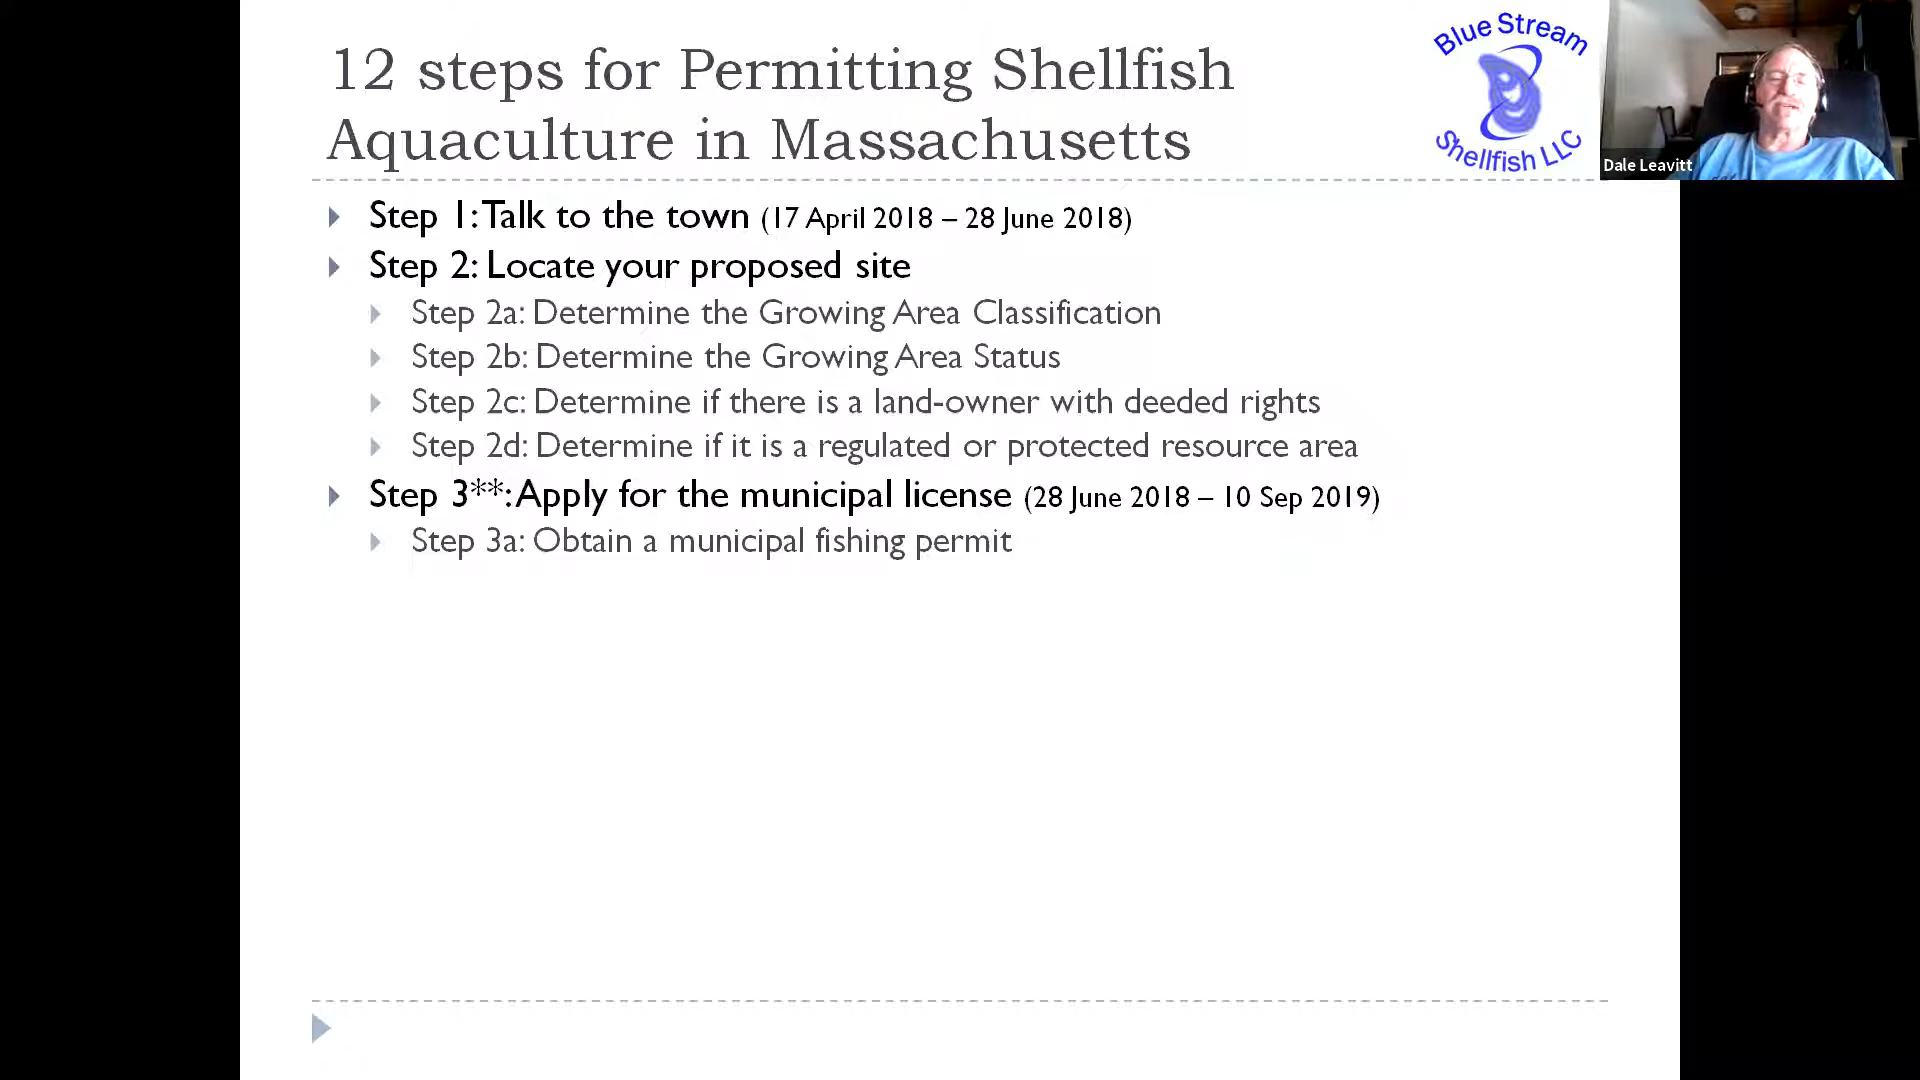 12 steps for Permitting Shellfish
Aquaculture in Massachusetts
Blue Stream
Shellfish LLC
Dale Leavitt
Step 1: Talk to the town (17 April 2018 – 28 June 2018)
Step 2: Locate your proposed site
Step 2a: Determine the Growing Area Classification
Step 2b: Determine the Growing Area Status
Step 2c: Determine if there is a land-owner with deeded rights
Step 2d: Determine if it is a regulated or protected resource area
Step 3**: Apply for the municipal license (28 June 2018 – 10 Sep 2019)
Step 3a: Obtain a municipal fishing permit